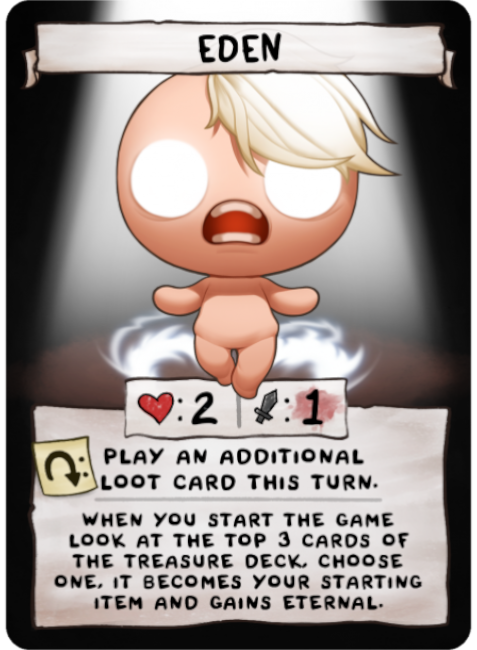 EDEN
: 2 : 1
: PLAY AN ADDITIONAL
LOOT CARD THIS TURN.
WHEN YOU START THE GAME
LOOK AT THE TOP 3 CARDS OF
THE TREASURE DECK. CHOOSE
ONE, IT BECOMES YOUR STARTING
ITEM AND GAINS ETERNAL.